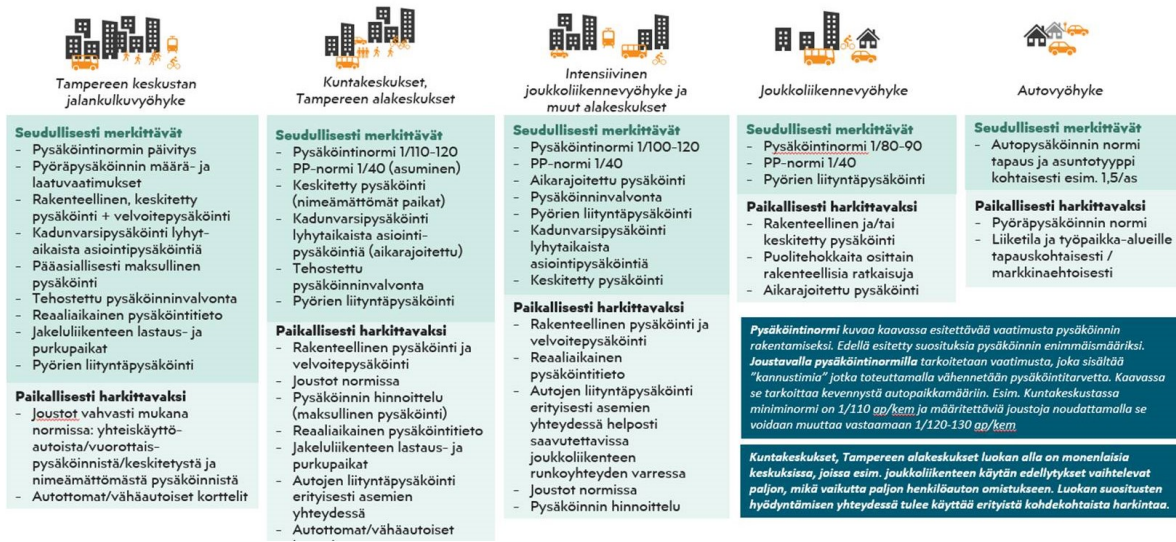 Tampereen keskustan
jalankulkuvyöhyke
Seudullisesti merkittävät
- Pysäköintinormin päivitys
- Pyöräpysäköinnin määrä- ja
laatuvaatimukset
- Rakenteellinen, keskitetty
pysäköinti + velvoitepysäköinti
- Kadunvarsipysäköinti lyhyt-
aikaista asiointipysäköintiä
- Pääasiallisesti maksullinen
pysäköinti
- Tehostettu pysäköinninvalvonta
- Reaaliaikainen pysäköintitieto
- Jakeluliikenteen lastaus- ja
purkupaikat
- Pyörien liityntäpysäköinti
Paikallisesti harkittavaksi
- Joustot vahvasti mukana
normissa: yhteiskäyttö-
autoista/vuorottais-
pysäköinnistä/keskitetystä ja
nimeämättömästä pysäköinnistä
- Autottomat/vähäautoiset korttelit
Kuntakeskukset,
Tampereen alakeskukset
Seudullisesti merkittävät
- Pysäköintinormi 1/110-120
- PP-normi 1/40 (asuminen)
- Keskitetty pysäköinti
(nimeämättömät paikat)
- Kadunvarsipysäköinti
lyhytaikaista asiointi-
pysäköintiä (aikarajoitettu)
- Tehostettu
pysäköinninvalvonta
- Pyörien liityntäpysäköinti
Paikallisesti harkittavaksi
- Rakenteellinen pysäköinti ja
velvoitepysäköinti
- Joustot normissa
- Pysäköinnin hinnoittelu
(maksullinen pysäköinti)
- Reaaliaikainen pysäköintitieto
- Jakeluliikenteen lastaus- ja
purkupaikat
- Autojen liityntäpysäköinti
erityisesti asemien
yhteydessä
- Autottomat/vähäautoiset
Intensiivinen
joukkoliikennevyöhyke ja
muut alakeskukset
Seudullisesti merkittävät
- Pysäköintinormi 1/100-120
- PP-normi 1/40
- Aikarajoitettu pysäköinti
- Pysäköinninvalvonta
- Pyörien liityntäpysäköinti
- Kadunvarsipysäköinti
lyhytaikaista
asiointipysäköintiä
- Keskitetty pysäköinti
Paikallisesti harkittavaksi
- Rakenteellinen pysäköinti ja
velvoitepysäköinti
- Reaaliaikainen
pysäköintitieto
- Autojen liityntäpysäköinti
erityisesti asemien
yhteydessä helposti
saavutettavissa
joukkoliikenteen
runkoyhteyden varressa
- Joustot normissa
- Pysäköinnin hinnoittelu
Joukkoliikennevyöhyke
Seudullisesti merkittävät
- Pysäköintinormi 1/80-90
- PP-normi 1/40
- Pyörien liityntäpysäköinti
Paikallisesti harkittavaksi
- Rakenteellinen ja/tai
keskitetty pysäköinti
- Puolitehokkaita osittain
rakenteellisia ratkaisuja
- Aikarajoitettu pysäköinti
Autovyöhyke
Seudullisesti merkittävät
- Autopysäköinnin normi
tapaus ja asuntotyyppi
kohtaisesti esim. 1,5/as
Paikallisesti harkittavaksi
- Pyöräpysäköinnin normi
- Liiketila ja työpaikka-alueille
tapauskohtaisesti /
markkinaehtoisesti
Pysäköintinormi kuvaa kaavassa esitettävää vaatimusta pysäköinnin
rakentamiseksi. Edellä esitetty suosituksia pysäköinnin enimmäismääriksi.
Joustavalla pysäköintinormilla tarkoitetaan vaatimusta, joka sisältää
"kannustimia" jotka toteuttamalla vähennetään pysäköintitarvetta. Kaavassa
se tarkoittaa kevennystä autopaikkamääriin. Esim. Kuntakeskustassa
miniminormi on 1/110 ap/kem ja määritettäviä joustoja noudattamalla se
voidaan muuttaa vastaamaan 1/120-130 ap/kem
Kuntakeskukset, Tampereen alakeskukset luokan alla on monenlaisia
keskuksissa, joissa esim. joukkoliikenteen käytän edellytykset vaihtelevat
paljon, mikä vaikutta paljon henkilöauton omistukseen. Luokan suositusten
hyödyntämisen yhteydessä tulee käyttää erityistä kohdekohtaista harkintaa.